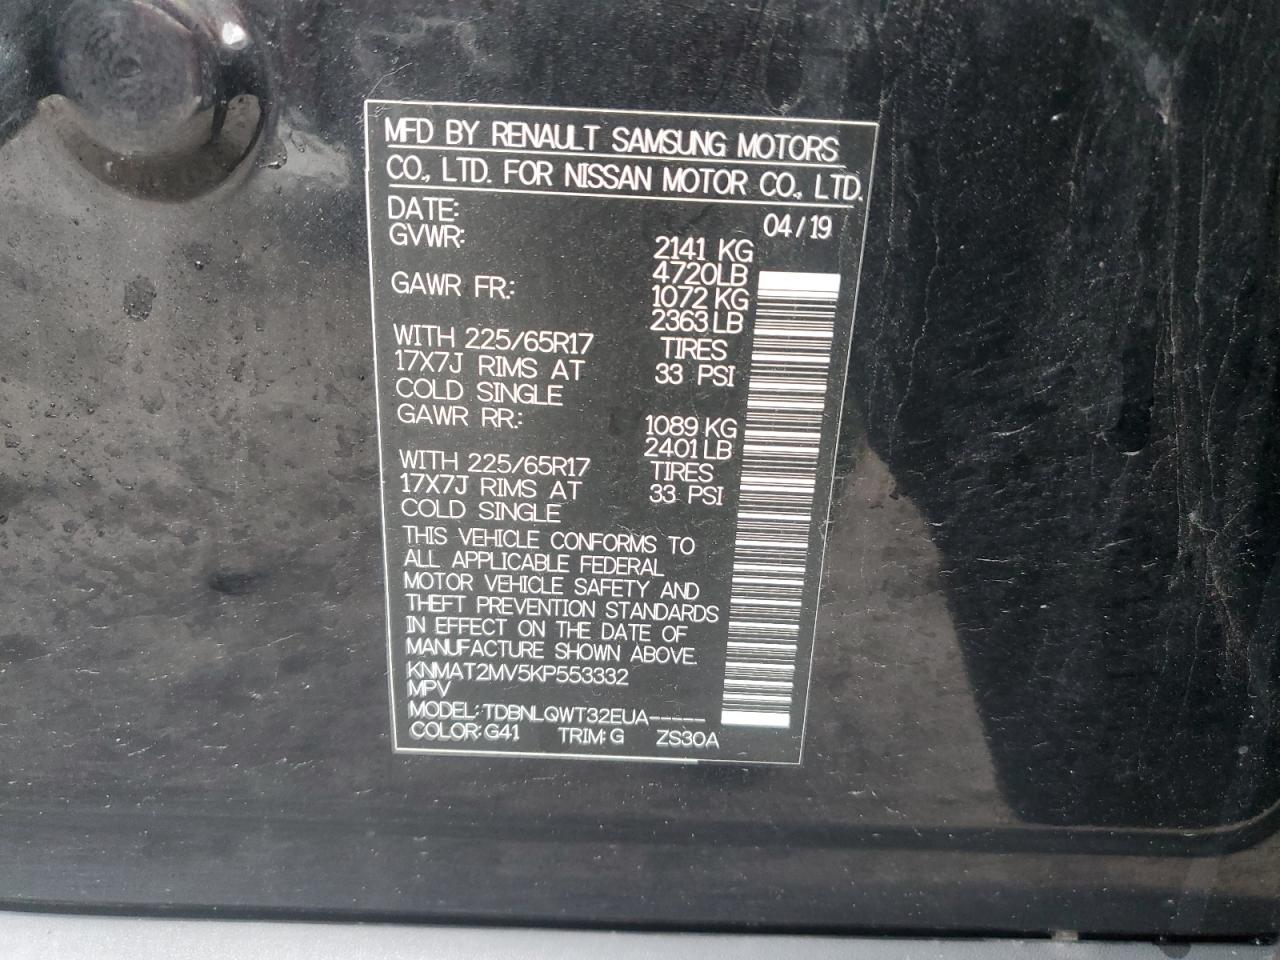 MFD BY RENAULT SAMSUNG MOTORS
CO., LTD. FOR NISSAN MOTOR CO., LTD.
DATE: 04/19
GVWR: 2141 KG
4720LB
GAWR FR.: 1072 KG
2363LB
WITH 225/65R17 TIRES
17X7J RIMS AT 33 PSI
COLD SINGLE
GAWR RR.: 1089 KG
2401LB
WITH 225/65R17 TIRES
17X7J RIMS AT 33 PSI
COLD SINGLE
THIS VEHICLE CONFORMS TO
ALL APPLICABLE FEDERAL
MOTOR VEHICLE SAFETY AND
THEFT PREVENTION STANDARDS
IN EFFECT ON THE DATE OF
MANUFACTURE SHOWN ABOVE.
KNMAT2MV5KP553332
MPV
MODEL: TDBNLQWT32EUA-----
COLOR: G41 TRIM: G ZS30A